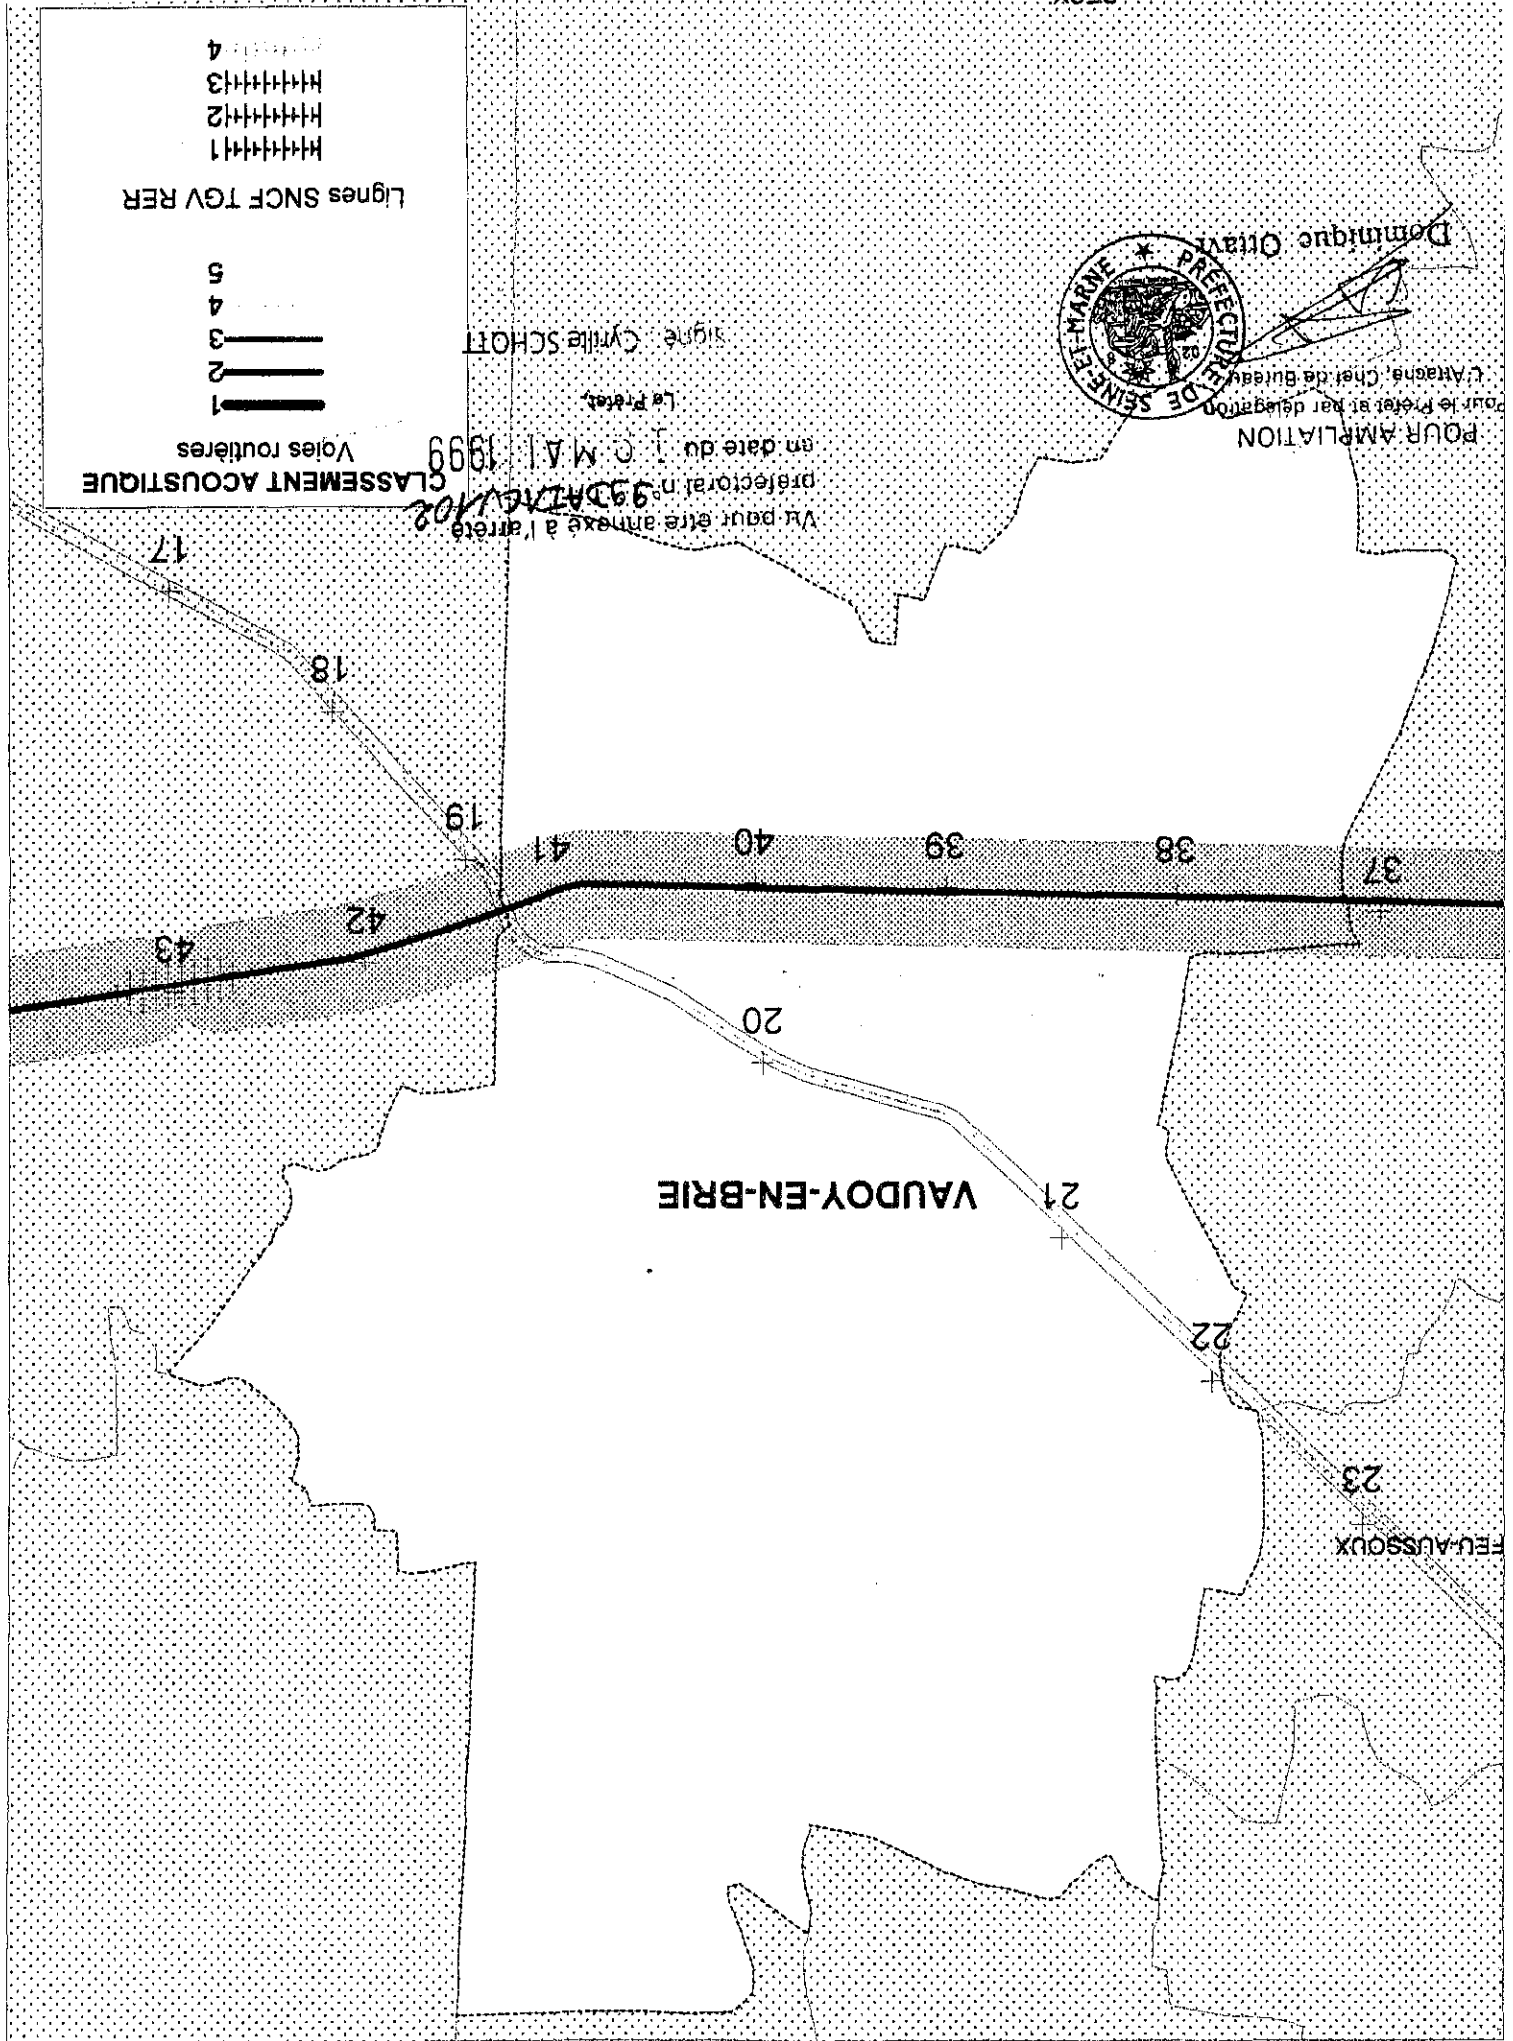 FEU-AUSSOUX
23
22
21
VAUDOY-EN-BRIE
20
43
42
37
38
39
40
41
19
18
17
Vu pour être annexé à l'arrêté
préfectoral n°
en date du MAI 1999
Le Préfet,
signé Cyrille SCHOTT
POUR AMPLIATION
Pour le Préfet et par délégation
L'Attaché, Chef de Bureau
Dominique Ottavi
PRÉFECTURE DE SEINE-ET-MARNE
CLASSEMENT ACOUSTIQUE
Voies routières
1
2
3
4
5
Lignes SNCF TGV RER
1
2
3
4